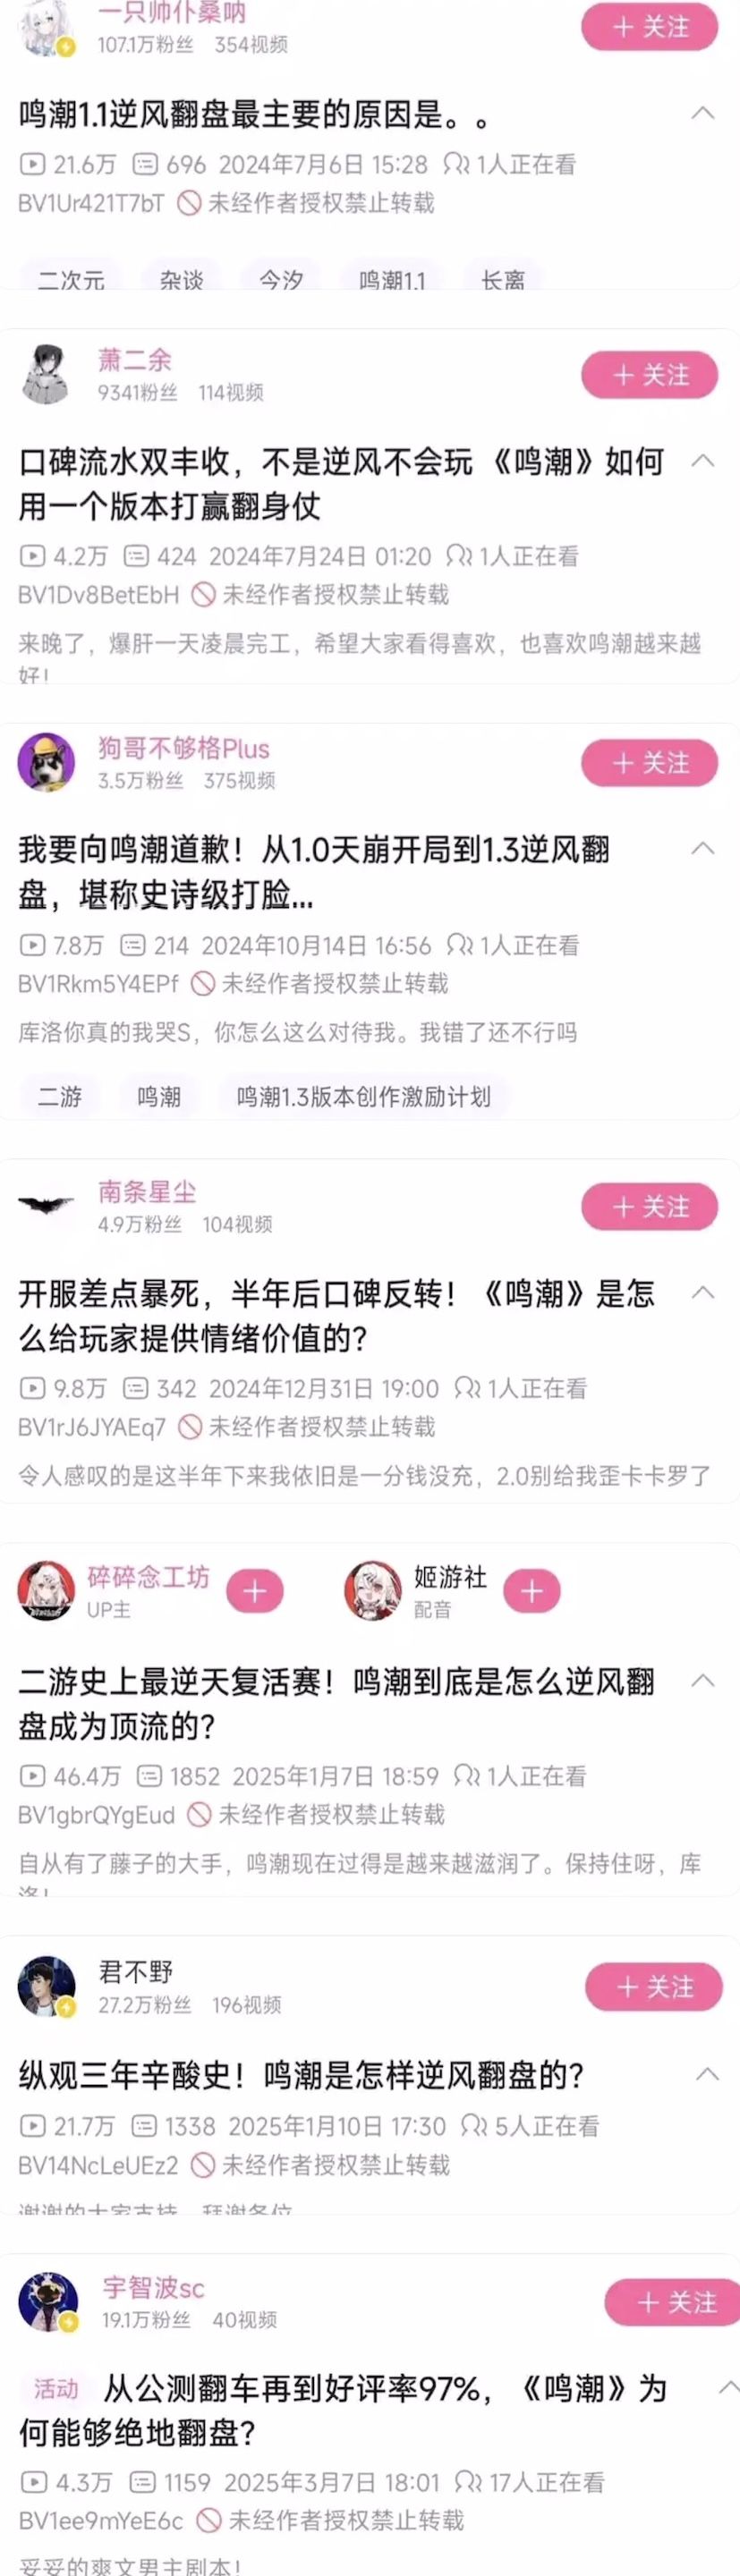 一只帅仆桑呐
107.1万粉丝 354视频
+ 关注
鸣潮1.1逆风翻盘最主要的原因是。。
21.6万 696 2024年7月6日 15:28 1人正在看
BV1Ur421T7bT 未经作者授权禁止转载
二次元 杂谈 今汐 鸣潮1.1 长离
萧二余
9341粉丝 114视频
+ 关注
口碑流水双丰收，不是逆风不会玩 《鸣潮》如何
用一个版本打赢翻身仗
4.2万 424 2024年7月24日 01:20 1人正在看
BV1Dv8BetEbH 未经作者授权禁止转载
来晚了，爆肝一天凌晨完工，希望大家看得喜欢，也喜欢鸣潮越来越
好！
狗哥不够格Plus
3.5万粉丝 375视频
+ 关注
我要向鸣潮道歉！从1.0天崩开局到1.3逆风翻
盘，堪称史诗级打脸...
7.8万 214 2024年10月14日 16:56 1人正在看
BV1Rkm5Y4EPf 未经作者授权禁止转载
库洛你真的我哭S，你怎么这么对待我。我错了还不行吗
二游 鸣潮 鸣潮1.3版本创作激励计划
南条星尘
4.9万粉丝 104视频
+ 关注
开服差点暴死，半年后口碑反转！《鸣潮》是怎
么给玩家提供情绪价值的？
9.8万 342 2024年12月31日 19:00 1人正在看
BV1rJ6JYAEq7 未经作者授权禁止转载
令人感叹的是这半年下来我依旧是一分钱没充，2.0别给我歪卡卡罗了
碎碎念工坊
UP主
姬游社
配音
二游史上最逆天复活赛！鸣潮到底是怎么逆风翻
盘成为顶流的？
46.4万 1852 2025年1月7日 18:59 1人正在看
BV1gbrQYgEud 未经作者授权禁止转载
自从有了藤子的大手，鸣潮现在过得是越来越滋润了。保持住呀，库
洛！
君不野
27.2万粉丝 196视频
+ 关注
纵观三年辛酸史！鸣潮是怎样逆风翻盘的？
21.7万 1338 2025年1月10日 17:30 5人正在看
BV14NcLeUEz2 未经作者授权禁止转载
谢谢的大家支持，拜谢各位
宇智波sc
19.1万粉丝 40视频
+ 关注
活动 从公测翻车再到好评率97%，《鸣潮》为
何能够绝地翻盘？
4.3万 1159 2025年3月7日 18:01 17人正在看
BV1ee9mYeE6c 未经作者授权禁止转载
妥妥的爽文男主剧本！